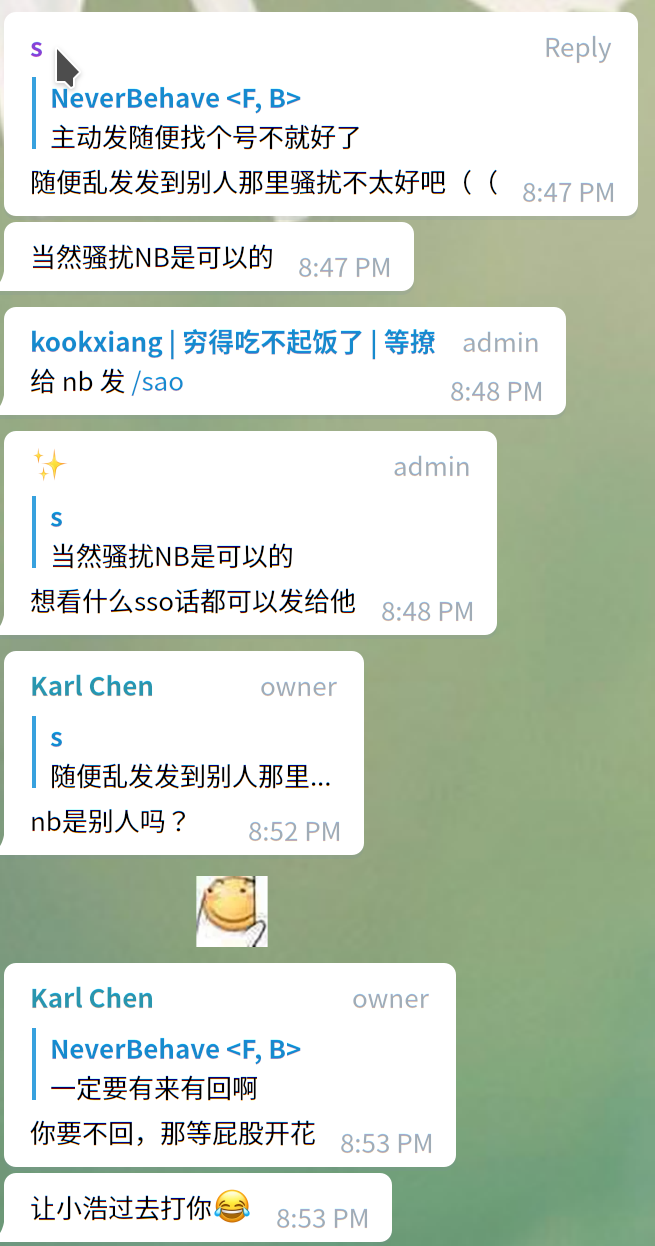 s Reply
NeverBehave <F, B>
主动发随便找个号不就好了
随便乱发发到别人那里骚扰不太好吧（（ 8:47 PM
当然骚扰NB是可以的 8:47 PM
kookxiang | 穷得吃不起饭了 | 等撩 admin
给 nb 发 /sao 8:48 PM
✨ admin
s
当然骚扰NB是可以的
想看什么sso话都可以发给他 8:48 PM
Karl Chen owner
s
随便乱发发到别人那里...
nb是别人吗？ 8:52 PM
Karl Chen owner
NeverBehave <F, B>
一定要有来有回啊
你要不回，那等屁股开花 8:53 PM
让小浩过去打你😂 8:53 PM